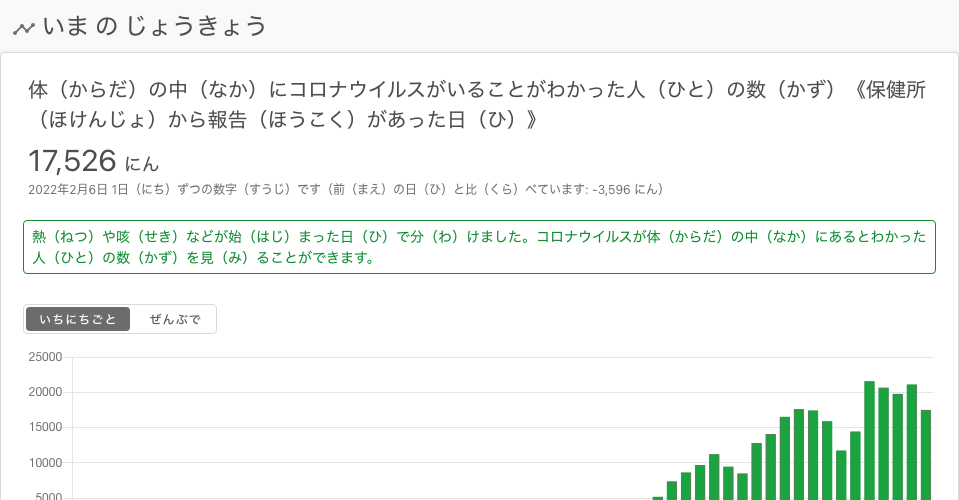 いま の じょうきょう
体（からだ）の中（なか）にコロナウイルスがいることがわかった人（ひと）の数（かず）《保健所
（ほけんじょ）から報告（ほうこく）があった日（ひ）》
17,526 にん
2022年2月6日 1日（にち）ずつの数字（すうじ）です（前（まえ）の日（ひ）と比（くら）べています: -3,596 にん）
熱（ねつ）や咳（せき）などが始（はじ）まった日（ひ）で分（わ）けました。コロナウイルスが体（からだ）の中（なか）にあるとわかった
人（ひと）の数（かず）を見（み）ることができます。
いちにちごと ぜんぶで
25000
20000
15000
10000
5000